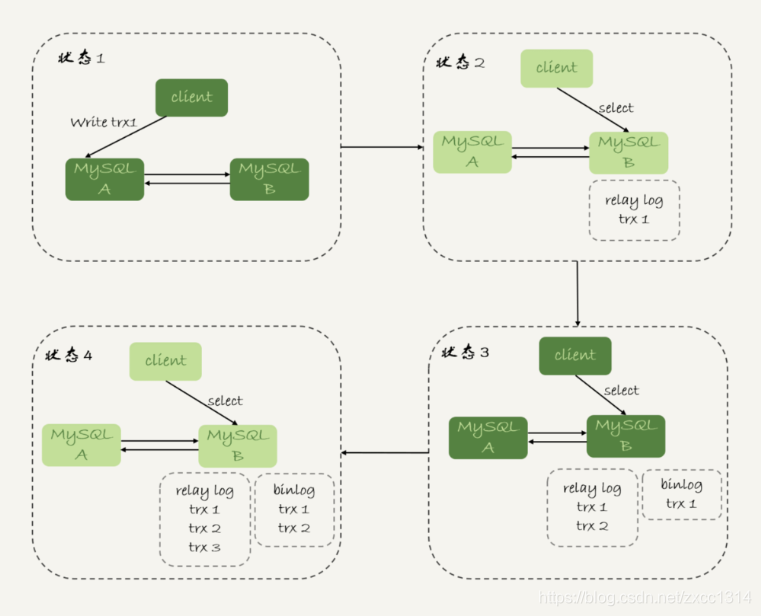 状态1
client
Write trx1
MySQL
A
MySQL
B
状态2
client
select
MySQL
A
MySQL
B
relay log
trx 1
状态4
client
select
MySQL
A
MySQL
B
relay log
trx 1
trx 2
trx 3
binlog
trx 1
trx 2
状态3
client
select
MySQL
A
MySQL
B
relay log
trx 1
trx 2
binlog
trx 1
https://blog.csdn.net/zxcc1314